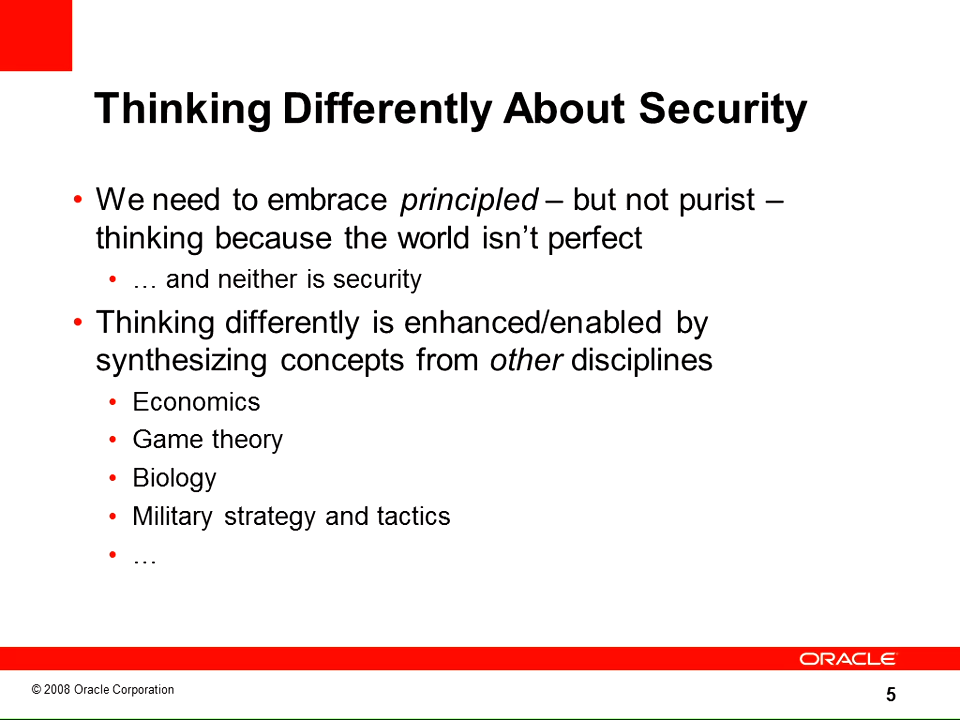 Thinking Differently About Security
• We need to embrace principled – but not purist –
thinking because the world isn't perfect
• … and neither is security
• Thinking differently is enhanced/enabled by
synthesizing concepts from other disciplines
• Economics
• Game theory
• Biology
• Military strategy and tactics
• …
ORACLE
© 2008 Oracle Corporation
5